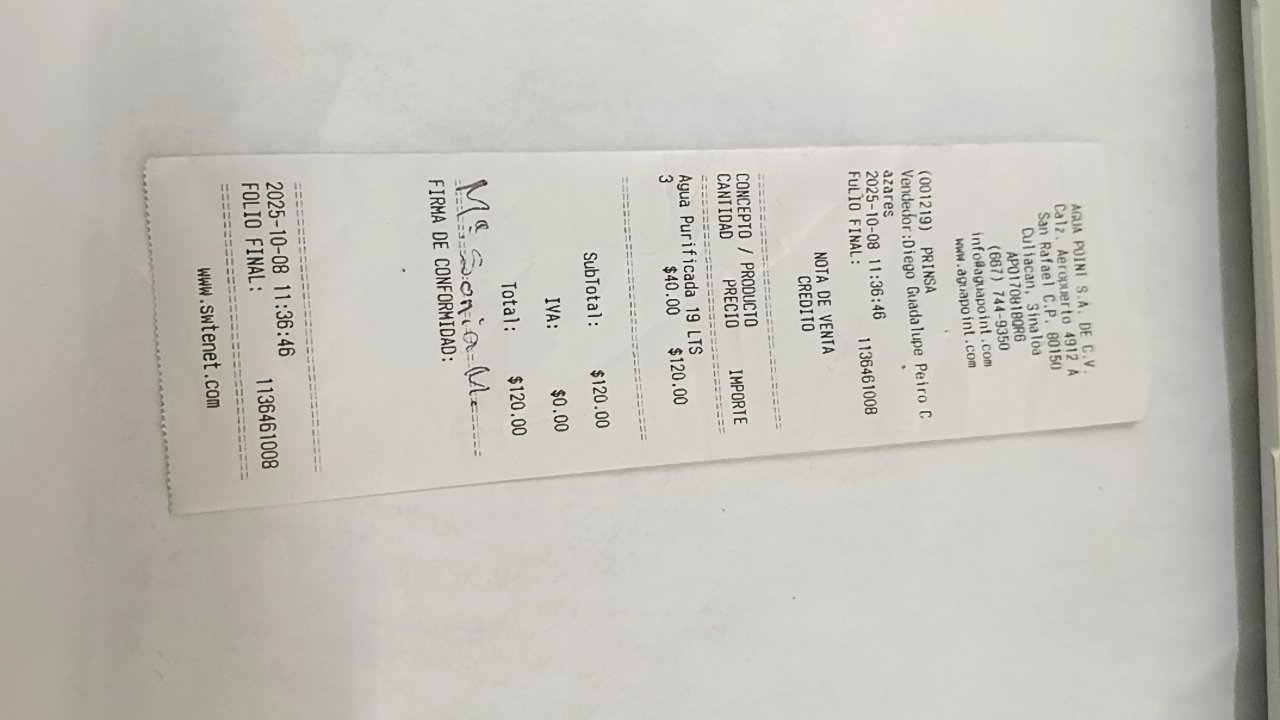 AGUA POINT S.A. DE C.V.
Calz. Aeropuerto 4912 A
San Rafael C.P. 80150
Culiacan, Sinaloa
APO170818QR6
(667) 744-9350
info@aguapoint.com
www.aguapoint.com
(001219) PRINSA
Vendedor:Diego Guadalupe Peiro C
azares
2025-10-08 11:36:46
FOLIO FINAL: 1136461008
NOTA DE VENTA
CREDITO
================================
CONCEPTO / PRODUCTO
CANTIDAD PRECIO IMPORTE
================================
Agua Purificada 19 LTS
3 $40.00 $120.00
================================
SubTotal: $120.00
IVA: $0.00
Total: $120.00
Mª
FIRMA DE CONFORMIDAD:
================================
2025-10-08 11:36:46
FOLIO FINAL: 1136461008
================================
www.swtenet.com